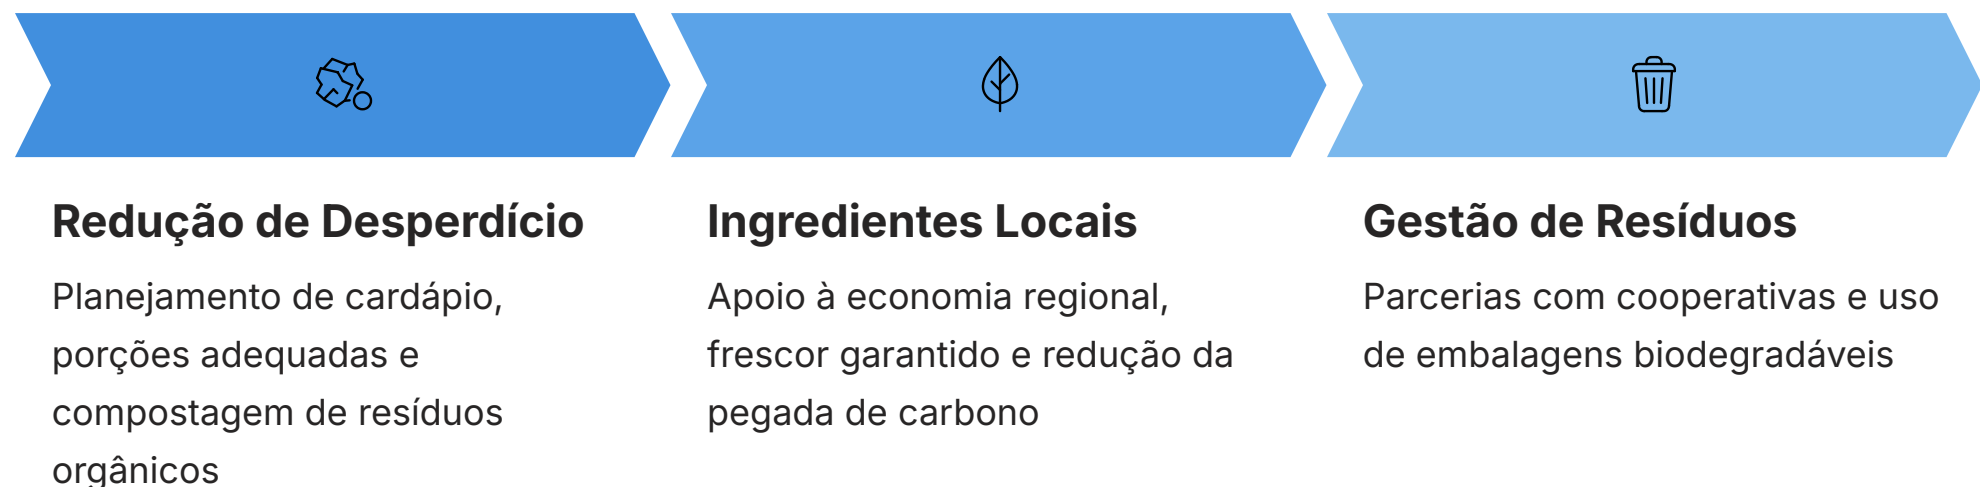 Redução de Desperdício
Planejamento de cardápio,
porções adequadas e
compostagem de resíduos
orgânicos
Ingredientes Locais
Apoio à economia regional,
frescor garantido e redução da
pegada de carbono
Gestão de Resíduos
Parcerias com cooperativas e uso
de embalagens biodegradáveis